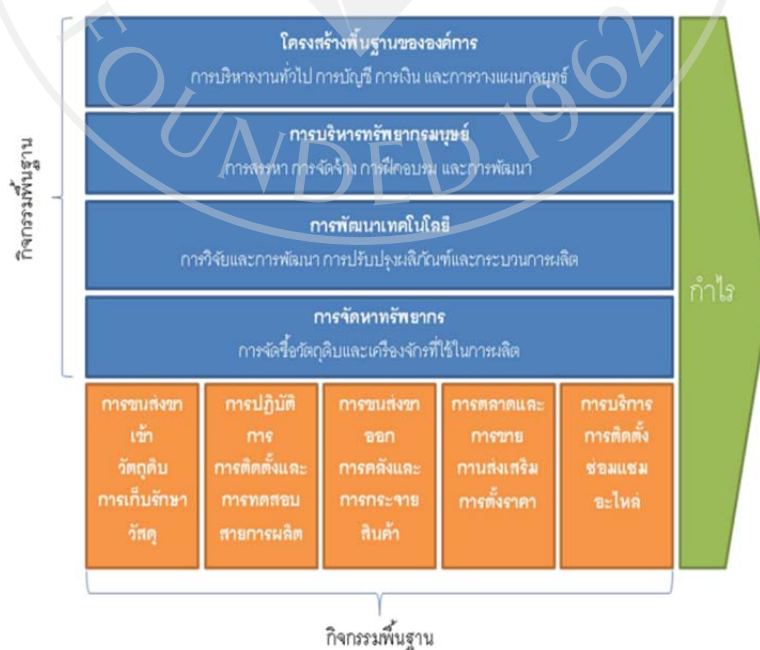 โครงสร้างพื้นฐานขององค์การ
การบริหารงานทั่วไป การบัญชี การเงิน และการวางแผนกลยุทธ์
การบริหารทรัพยากรมนุษย์
การสรรหา การจัดจ้าง การฝึกอบรม และการพัฒนา
การพัฒนาเทคโนโลยี
การวิจัยและการพัฒนา การปรับปรุงผลิภัณฑ์และกระบวนการผลิต
การจัดหาทรัพยากร
การจัดซื้อวัตถุดิบและเครื่องจักรที่ใช้ในการผลิต
กิจกรรมพื้นฐาน
กำไร
การขนส่งขา
เข้า
วัตถุดิบ
การเก็บรักษา
วัสดุ
การปฏิบัติ
การ
การติดตั้งและ
การทดสอบ
สายการผลิต
การขนส่งขา
ออก
การคลังและ
การกระจาย
สินค้า
การตลาดและ
การขาย
กานส่งเสริม
การตั้งราคา
การบริการ
การติดตั้ง
ซ่อมแซม
อะไหล่
กิจกรรมพื้นฐาน
FOUNDED 1962